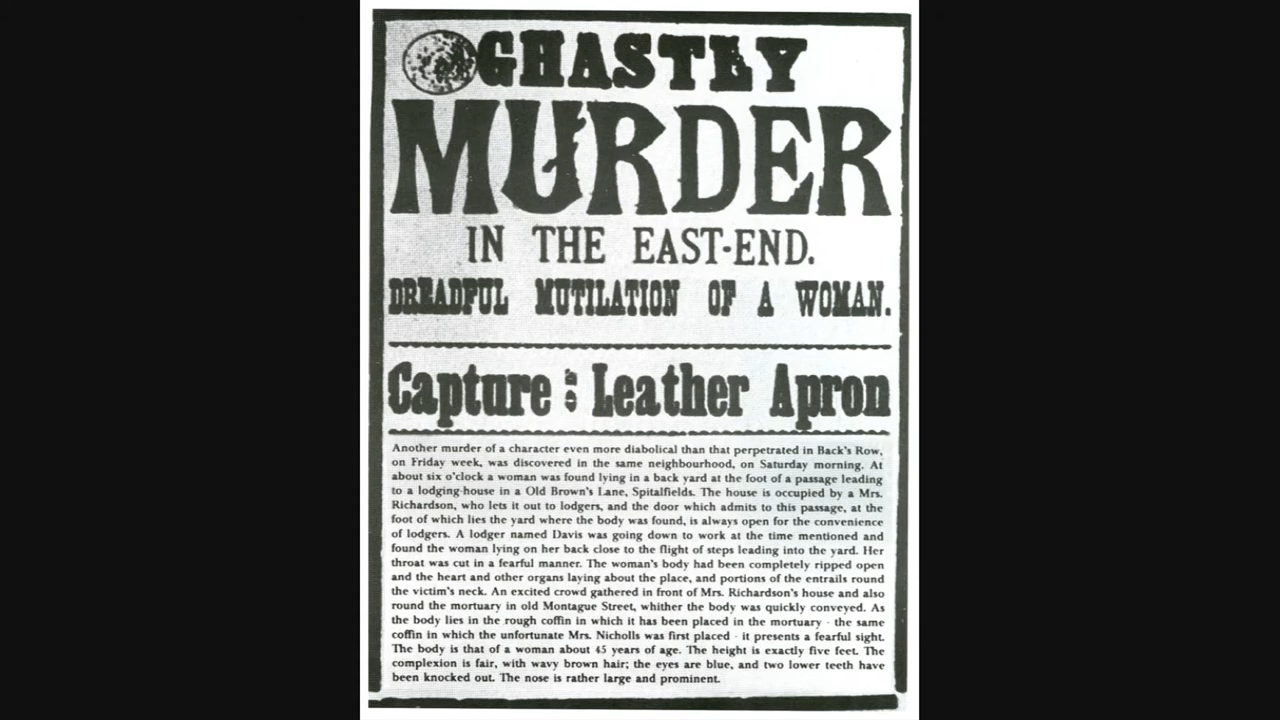 GHASTLY
MURDER
IN THE EAST-END.
DREADFUL MUTILATION OF A WOMAN.
Capture : Leather Apron
Another murder of a character even more diabolical than that perpetrated in Back's Row,
on Friday week, was discovered in the same neighbourhood, on Saturday morning. At
about six o'clock a woman was found lying in a back yard at the foot of a passage leading
to a lodging-house in a Old Brown's Lane, Spitalfields. The house is occupied by a Mrs.
Richardson, who lets it out to lodgers, and the door which admits to this passage, at the
foot of which lies the yard where the body was found, is always open for the convenience
of lodgers. A lodger named Davis was going down to work at the time mentioned and
found the woman lying on her back close to the flight of steps leading into the yard. Her
throat was cut in a fearful manner. The woman's body had been completely ripped open
and the heart and other organs laying about the place, and portions of the entrails round
the victim's neck. An excited crowd gathered in front of Mrs. Richardson's house and also
round the mortuary in old Montague Street, whither the body was quickly conveyed. As
the body lies in the rough coffin in which it has been placed in the mortuary - the same
coffin in which the unfortunate Mrs. Nicholls was first placed - it presents a fearful sight.
The body is that of a woman about 45 years of age. The height is exactly five feet. The
complexion is fair, with wavy brown hair; the eyes are blue, and two lower teeth have
been knocked out. The nose is rather large and prominent.